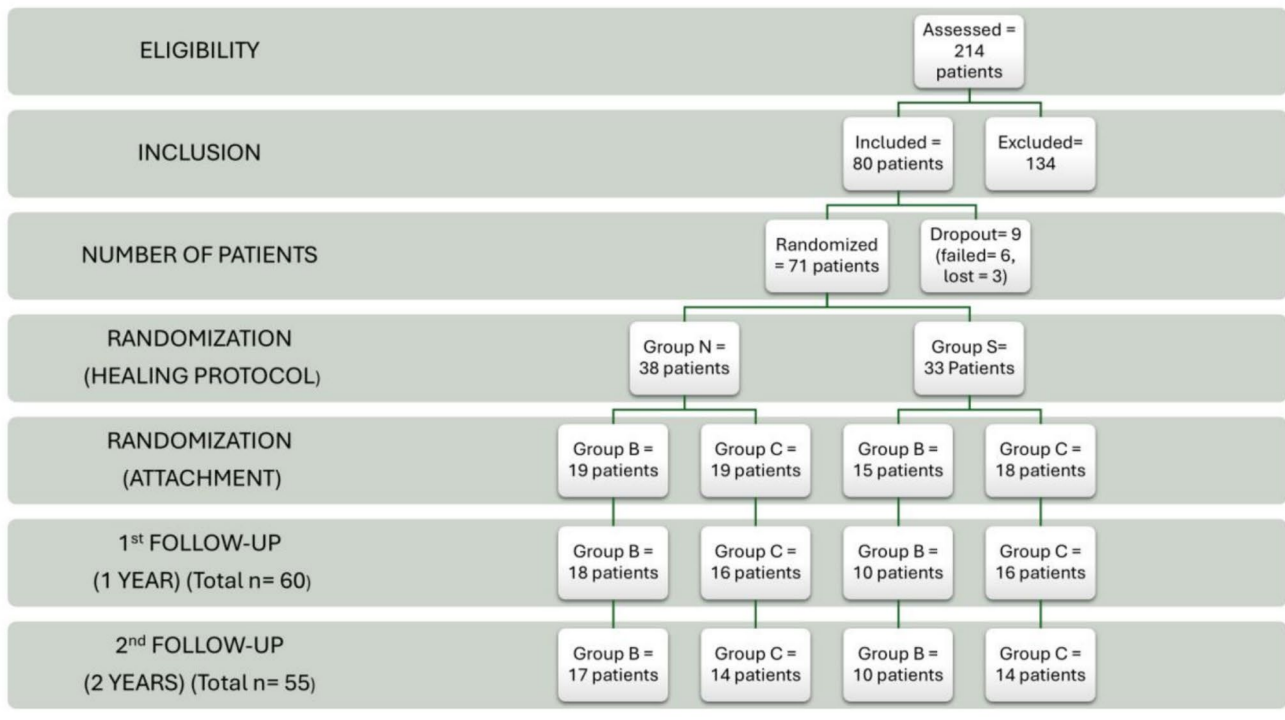 ELIGIBILITY
Assessed =
214
patients
INCLUSION
Included =
80 patients
Excluded=
134
NUMBER OF PATIENTS
Randomized
= 71 patients
Dropout= 9
(failed= 6,
lost = 3)
RANDOMIZATION
(HEALING PROTOCOL)
Group N =
38 patients
Group S=
33 Patients
RANDOMIZATION
(ATTACHMENT)
Group B =
19 patients
Group C =
19 patients
Group B =
15 patients
Group C =
18 patients
1st FOLLOW-UP
(1 YEAR) (Total n= 60)
Group B =
18 patients
Group C =
16 patients
Group B =
10 patients
Group C =
16 patients
2nd FOLLOW-UP
(2 YEARS) (Total n= 55)
Group B =
17 patients
Group C =
14 patients
Group B =
10 patients
Group C =
14 patients